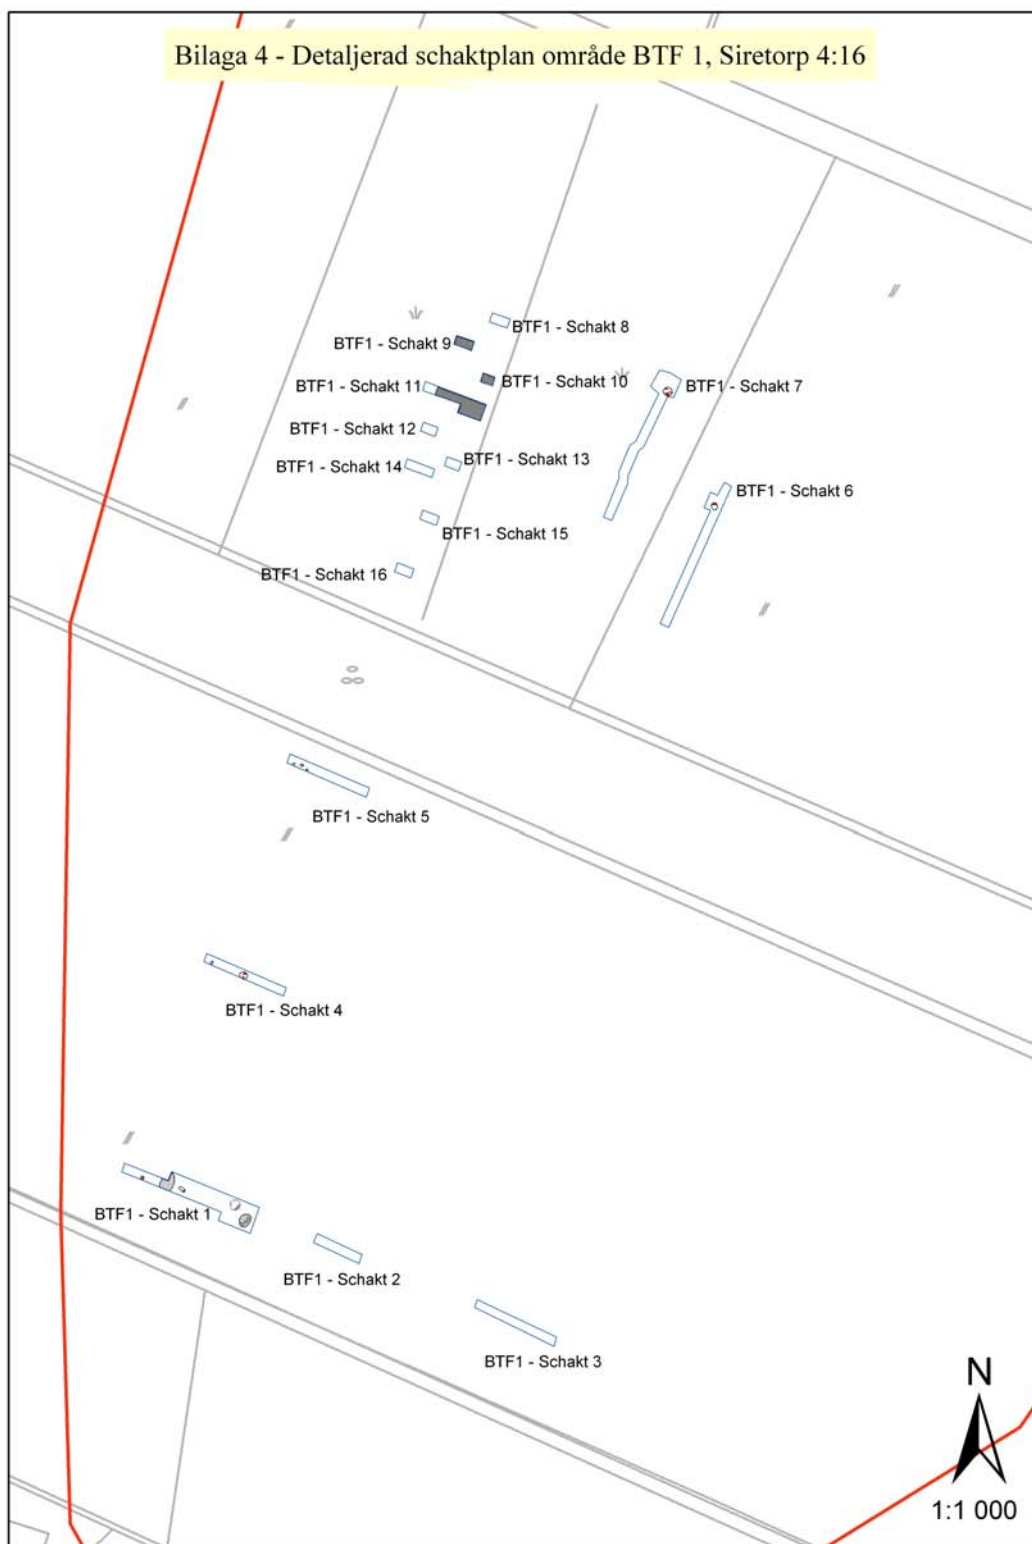 Bilaga 4 - Detaljerad schaktplan område BTF 1, Siretorp 4:16
BTF1 - Schakt 8
BTF1 - Schakt 9
BTF1 - Schakt 10
BTF1 - Schakt 11
BTF1 - Schakt 7
BTF1 - Schakt 12
BTF1 - Schakt 13
BTF1 - Schakt 14
BTF1 - Schakt 6
BTF1 - Schakt 15
BTF1 - Schakt 16
BTF1 - Schakt 5
BTF1 - Schakt 4
BTF1 - Schakt 1
BTF1 - Schakt 2
BTF1 - Schakt 3
N
1:1 000